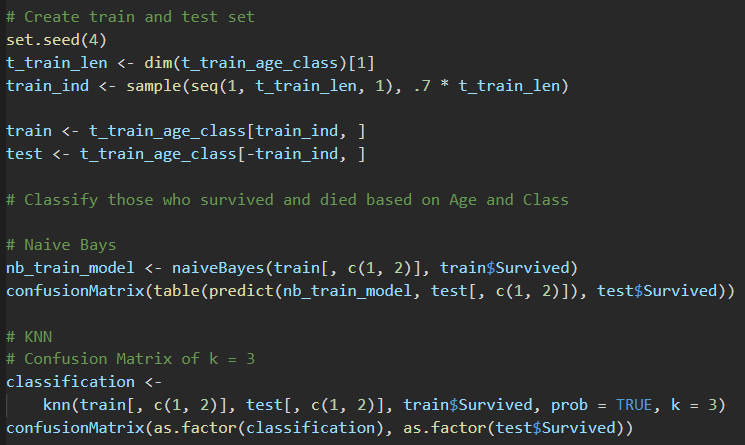 # Create train and test set
set.seed(4)
t_train_len <- dim(t_train_age_class)[1]
train_ind <- sample(seq(1, t_train_len, 1), .7 * t_train_len)
train <- t_train_age_class[train_ind, ]
test <- t_train_age_class[-train_ind, ]
# Classify those who survived and died based on Age and Class
# Naive Bays
nb_train_model <- naiveBayes(train[, c(1, 2)], train$Survived)
confusionMatrix(table(predict(nb_train_model, test[, c(1, 2)]), test$Survived))
# KNN
# Confusion Matrix of k = 3
classification <-
knn(train[, c(1, 2)], test[, c(1, 2)], train$Survived, prob = TRUE, k = 3)
confusionMatrix(as.factor(classification), as.factor(test$Survived))